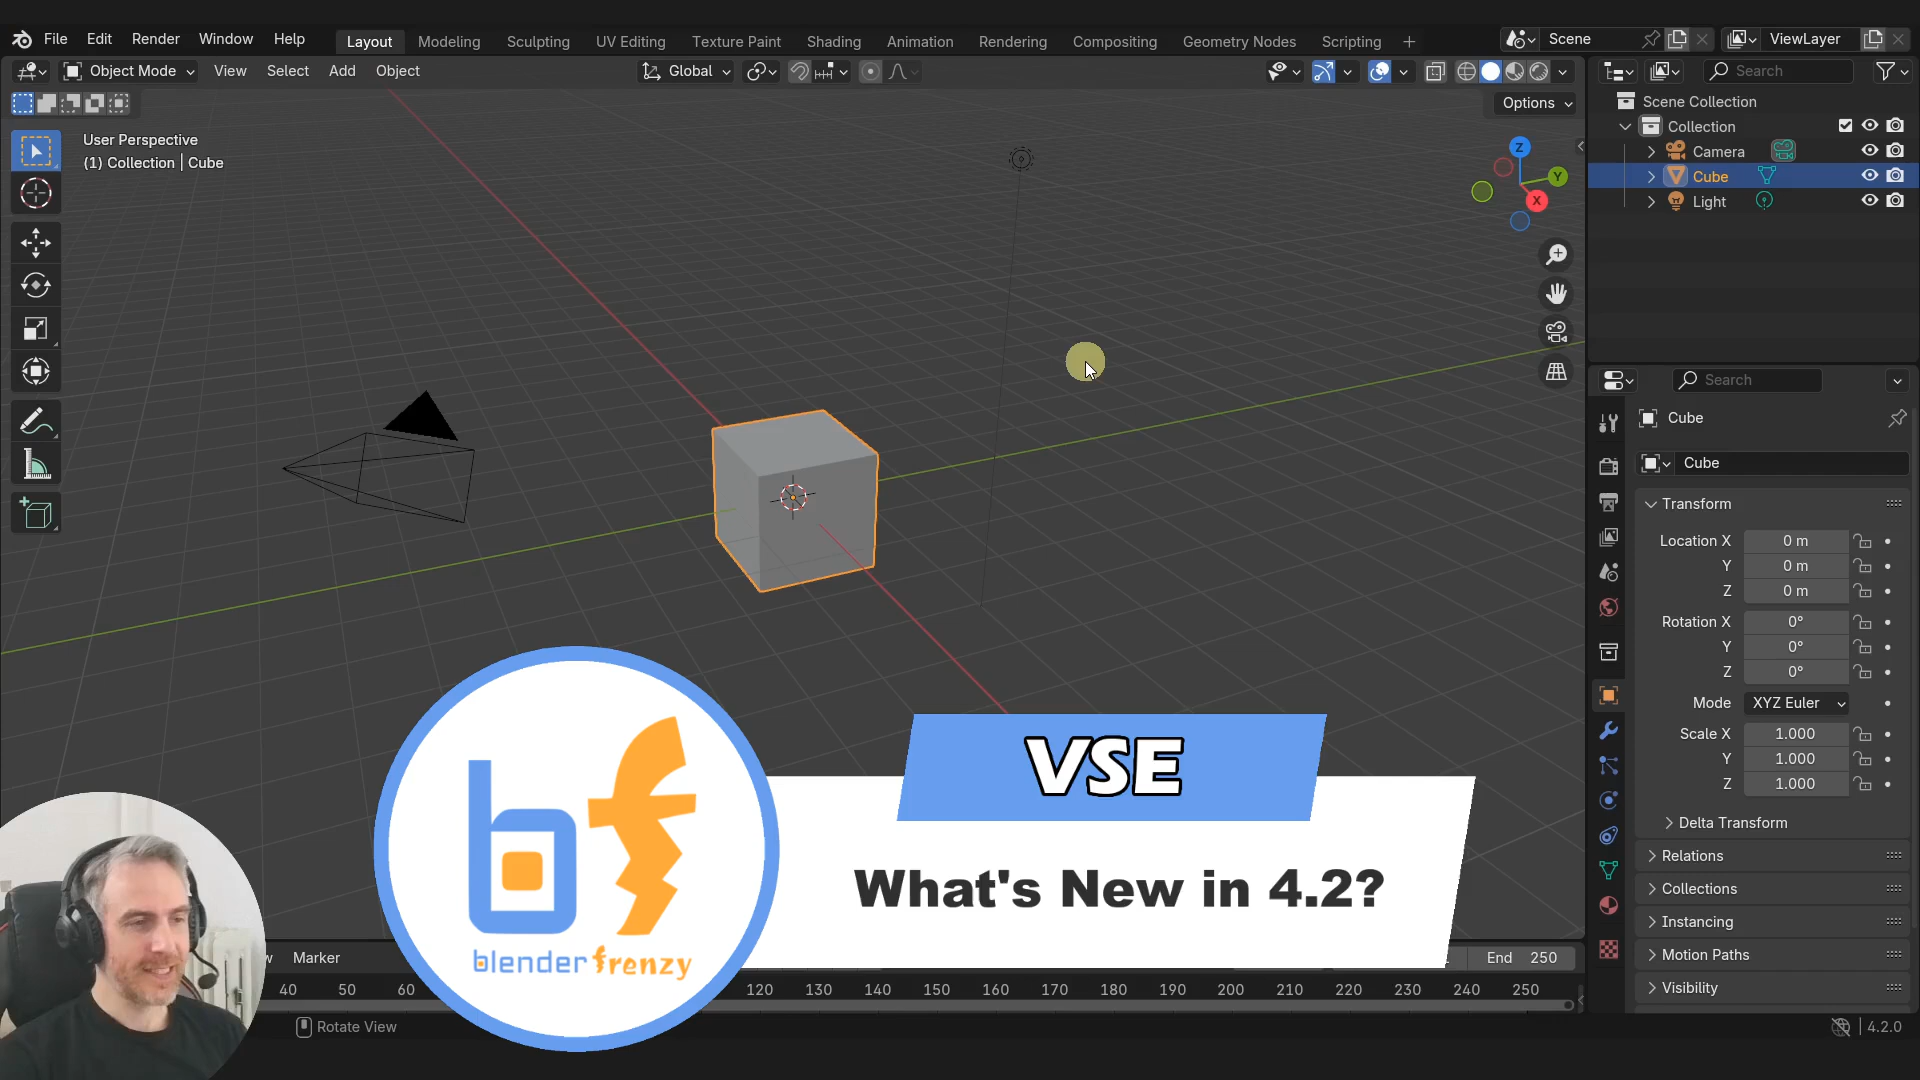 File Edit Render Window Help Layout Modeling Sculpting UV Editing Texture Paint Shading Animation Rendering Compositing Geometry Nodes Scripting + Scene ViewLayer
Object Mode View Select Add Object Global Search
Options
User Perspective
(1) Collection | Cube
Z
Y
X
Scene Collection
Collection
Camera
Cube
Light
Search
Cube
Cube
Transform
Location X 0 m
Y 0 m
Z 0 m
Rotation X 0°
Y 0°
Z 0°
Mode XYZ Euler
Scale X 1.000
Y 1.000
Z 1.000
Delta Transform
Relations
Collections
Instancing
Motion Paths
Visibility
VSE
What's New in 4.2?
bf
blenderfrenzy
Marker End 250
40 50 60 120 130 140 150 160 170 180 190 200 210 220 230 240 250
Rotate View 4.2.0